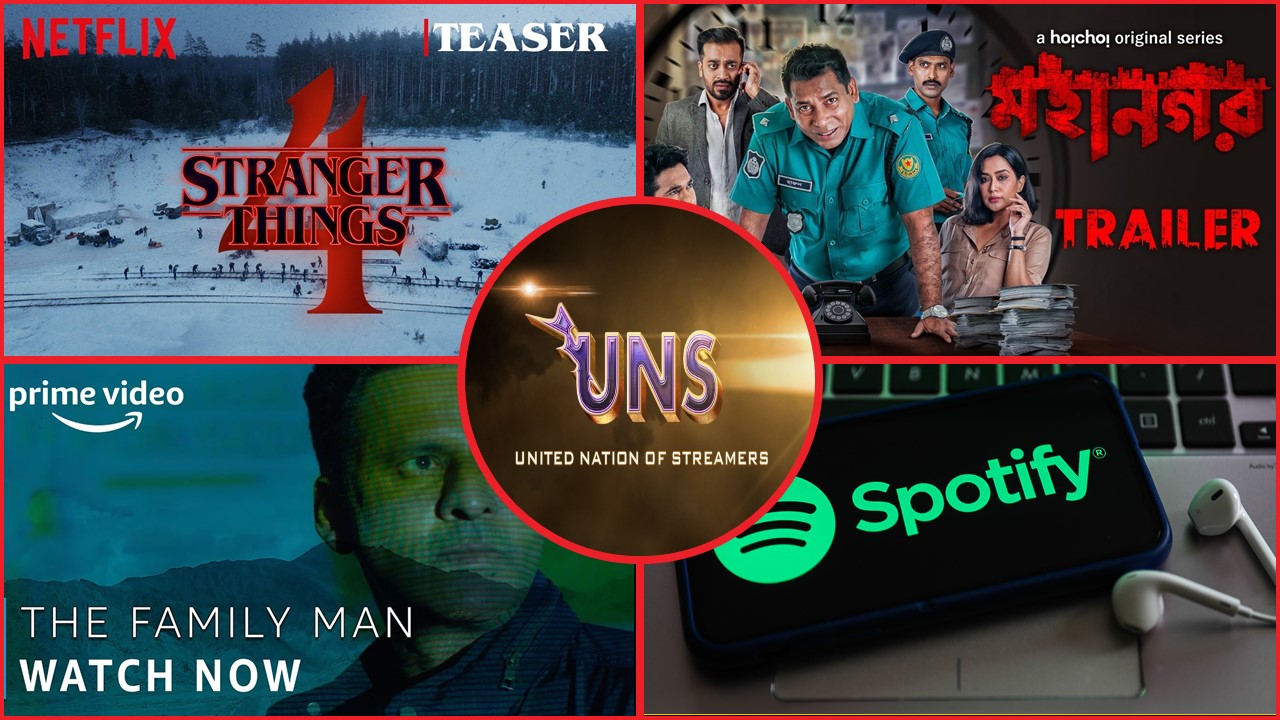 NETFLIX
TEASER
4
STRANGER
THINGS
a hoichoi original series
মহানগর
TRAILER
UNS
UNITED NATION OF STREAMERS
prime video
THE FAMILY MAN
WATCH NOW
V B N M
ctrl
Spotify®